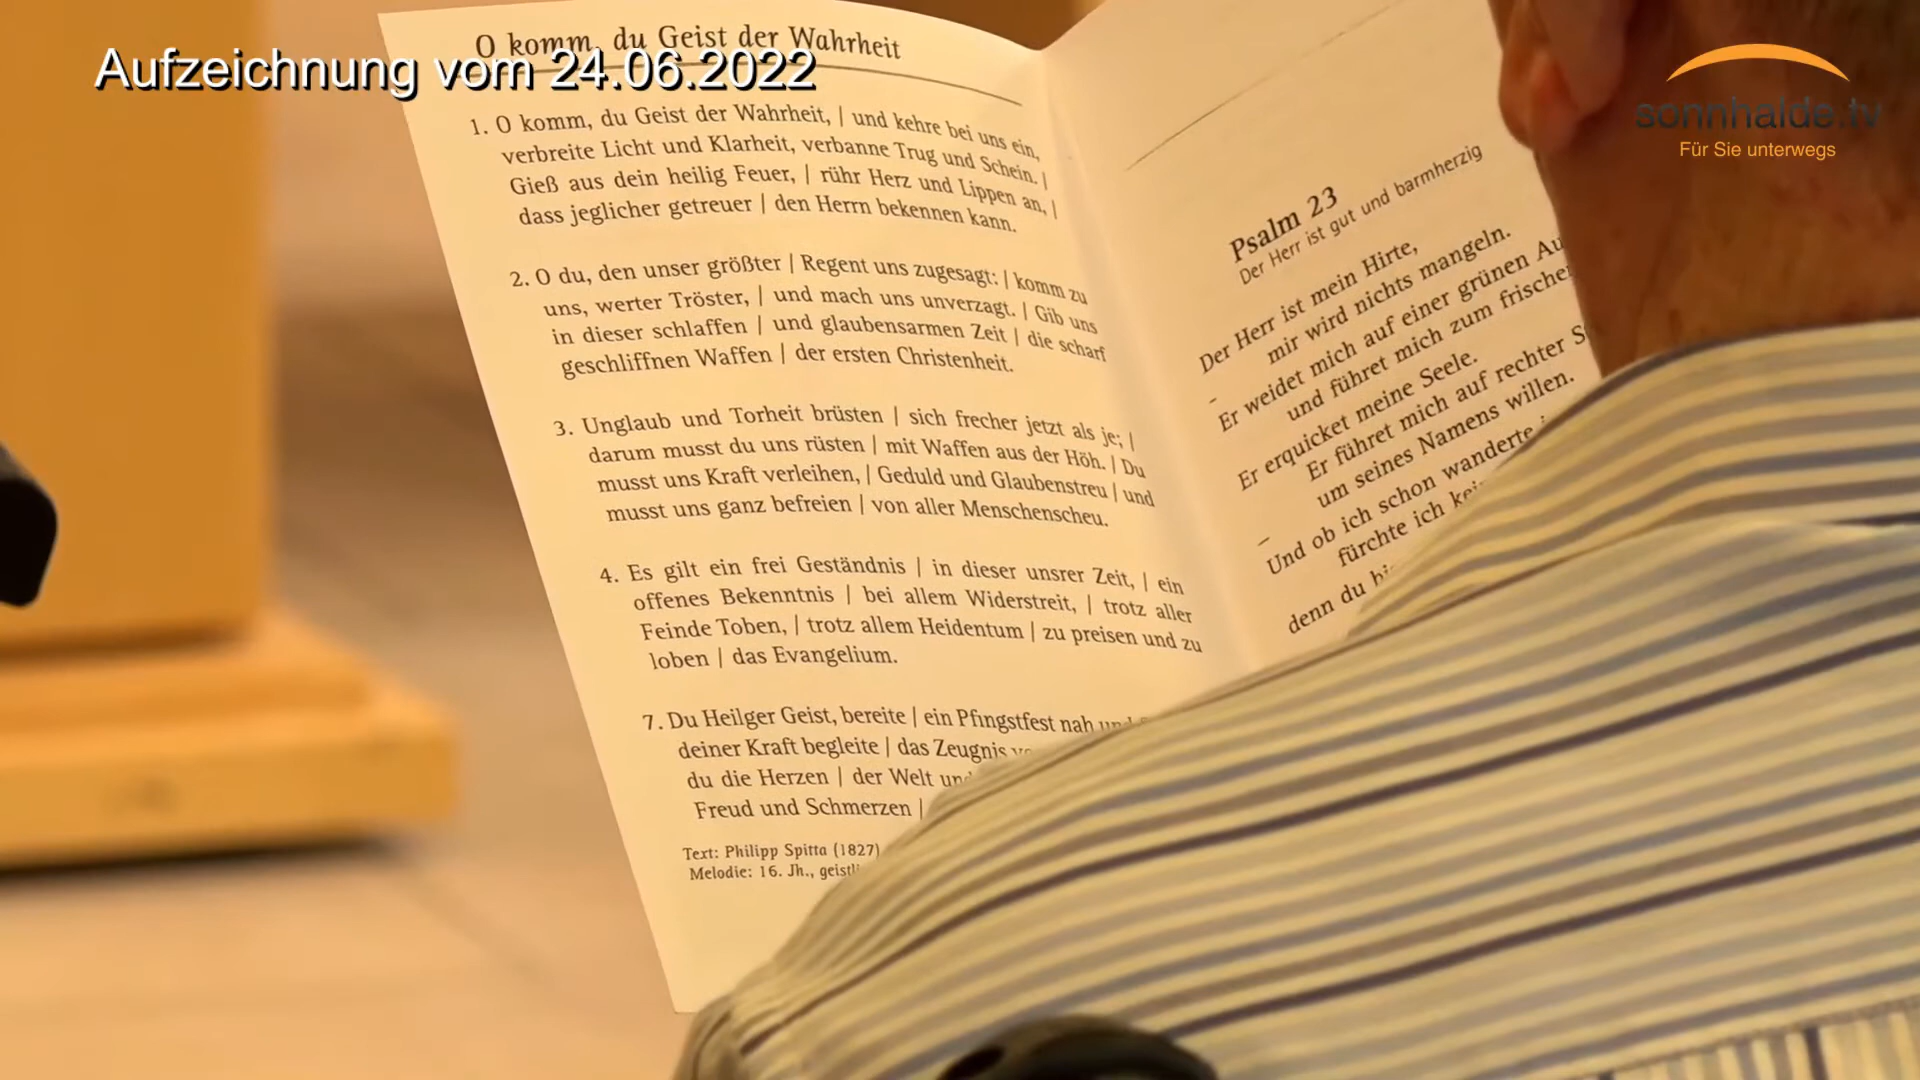 Aufzeichnung vom 24.06.2022
sonnhalde.tv
Für Sie unterwegs
O komm, du Geist der Wahrheit
1. O komm, du Geist der Wahrheit, | und kehre bei uns ein,
verbreite Licht und Klarheit, verbanne Trug und Schein. |
Gieß aus dein heilig Feuer, | rühr Herz und Lippen an, |
dass jeglicher getreuer | den Herrn bekennen kann.
2. O du, den unser größter | Regent uns zugesagt: | komm zu
uns, werter Tröster, | und mach uns unverzagt. | Gib uns
in dieser schlaffen | und glaubensarmen Zeit | die scharf
geschliffnen Waffen | der ersten Christenheit.
3. Unglaub und Torheit brüsten | sich frecher jetzt als je; |
darum musst du uns rüsten | mit Waffen aus der Höh. | Du
musst uns Kraft verleihen, | Geduld und Glaubenstreu | und
musst uns ganz befreien | von aller Menschenscheu.
4. Es gilt ein frei Geständnis | in dieser unsrer Zeit, | ein
offenes Bekenntnis | bei allem Widerstreit, | trotz aller
Feinde Toben, | trotz allem Heidentum | zu preisen und zu
loben | das Evangelium.
7. Du Heilger Geist, bereite | ein Pfingstfest nah
deiner Kraft begleite | das Zeugnis
du die Herzen | der Welt
Freud und Schmerzen |
Text: Philipp Spitta (1827)
Melodie: 16. Jh.,
Psalm 23
Der Herr ist gut und barmherzig
Der Herr ist mein Hirte,
mir wird nichts mangeln.
–
Er weidet mich auf einer grünen
und führet mich zum
Er erquicket meine Seele.
Er führet mich auf rechter
um seines Namens willen.
–
Und ob ich schon wanderte
fürchte ich
denn du